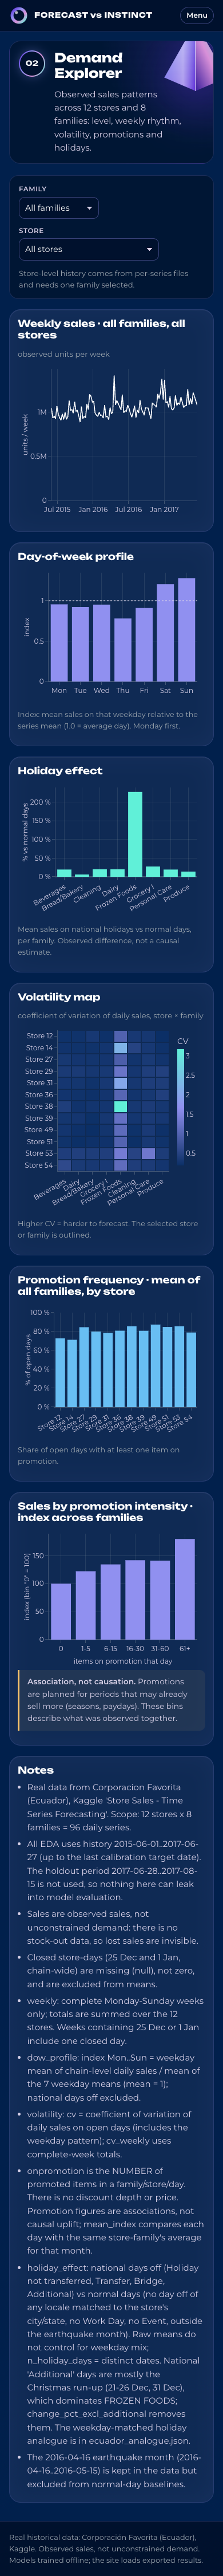 FORECAST vs INSTINCT
Menu
02
Demand
Explorer
Observed sales patterns
across 12 stores and 8
families: level, weekly rhythm,
volatility, promotions and
holidays.
FAMILY
All families
STORE
All stores
Store-level history comes from per-series files
and needs one family selected.
Weekly sales · all families, all
stores
observed units per week
units / week
1M
0.5M
0
Jul 2015 Jan 2016 Jul 2016 Jan 2017
Day-of-week profile
index
1
0.5
0
Mon Tue Wed Thu Fri Sat Sun
Index: mean sales on that weekday relative to the
series mean (1.0 = average day). Monday first.
Holiday effect
% vs normal days
200 %
150 %
100 %
50 %
0 %
Beverages
Bread/Bakery
Cleaning
Dairy
Frozen Foods
Grocery I
Personal Care
Produce
Mean sales on national holidays vs normal days,
per family. Observed difference, not a causal
estimate.
Volatility map
coefficient of variation of daily sales, store × family
Store 12
Store 14
Store 27
Store 29
Store 31
Store 36
Store 38
Store 39
Store 49
Store 51
Store 53
Store 54
Beverages
Dairy
Bread/Bakery
Grocery I
Frozen Foods
Cleaning
Personal Care
Produce
CV
3
2.5
2
1.5
1
0.5
Higher CV = harder to forecast. The selected store
or family is outlined.
Promotion frequency · mean of
all families, by store
% of open days
100 %
80 %
60 %
40 %
20 %
0 %
Store 12
Store 14
Store 27
Store 29
Store 31
Store 36
Store 38
Store 39
Store 49
Store 51
Store 53
Store 54
Share of open days with at least one item on
promotion.
Sales by promotion intensity ·
index across families
index (bin "0" = 100)
150
100
50
0
0 1-5 6-15 16-30 31-60 61+
items on promotion that day
Association, not causation. Promotions
are planned for periods that may already
sell more (seasons, paydays). These bins
describe what was observed together.
Notes
• Real data from Corporacion Favorita
(Ecuador), Kaggle 'Store Sales - Time
Series Forecasting'. Scope: 12 stores x 8
families = 96 daily series.
• All EDA uses history 2015-06-01..2017-06-
27 (up to the last calibration target date).
The holdout period 2017-06-28..2017-08-
15 is not used, so nothing here can leak
into model evaluation.
• Sales are observed sales, not
unconstrained demand: there is no
stock-out data, so lost sales are invisible.
• Closed store-days (25 Dec and 1 Jan,
chain-wide) are missing (null), not zero,
and are excluded from means.
• weekly: complete Monday-Sunday weeks
only; totals are summed over the 12
stores. Weeks containing 25 Dec or 1 Jan
include one closed day.
• dow_profile: index Mon..Sun = weekday
mean of chain-level daily sales / mean of
the 7 weekday means (mean = 1);
national days off excluded.
• volatility: cv = coefficient of variation of
daily sales on open days (includes the
weekday pattern); cv_weekly uses
complete-week totals.
• onpromotion is the NUMBER of
promoted items in a family/store/day.
There is no discount depth or price.
Promotion figures are associations, not
causal uplift; mean_index compares each
day with the same store-family's average
for that month.
• holiday_effect: national days off (Holiday
not transferred, Transfer, Bridge,
Additional) vs normal days (no day off of
any locale matched to the store's
city/state, no Work Day, no Event, outside
the earthquake month). Raw means do
not control for weekday mix;
n_holiday_days = distinct dates. National
'Additional' days are mostly the
Christmas run-up (21-26 Dec, 31 Dec),
which dominates FROZEN FOODS;
change_pct_excl_additional removes
them. The weekday-matched holiday
analogue is in ecuador_analogue.json.
• The 2016-04-16 earthquake month (2016-
04-16..2016-05-15) is kept in the data but
excluded from normal-day baselines.
Real historical data: Corporación Favorita (Ecuador),
Kaggle. Observed sales, not unconstrained demand.
Models trained offline; the site loads exported results.